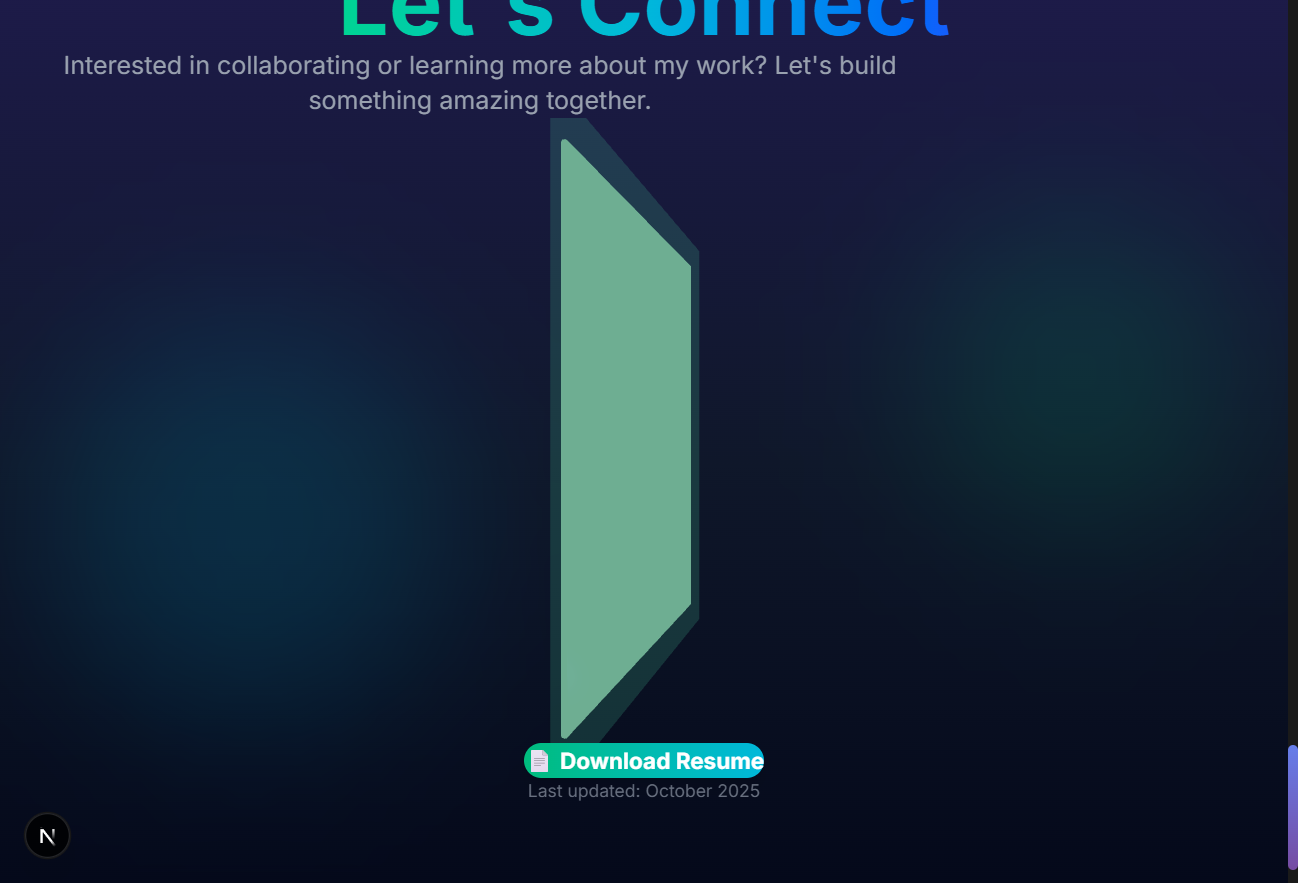 Let's Connect
Interested in collaborating or learning more about my work? Let's build
something amazing together.
Download Resume
Last updated: October 2025
N